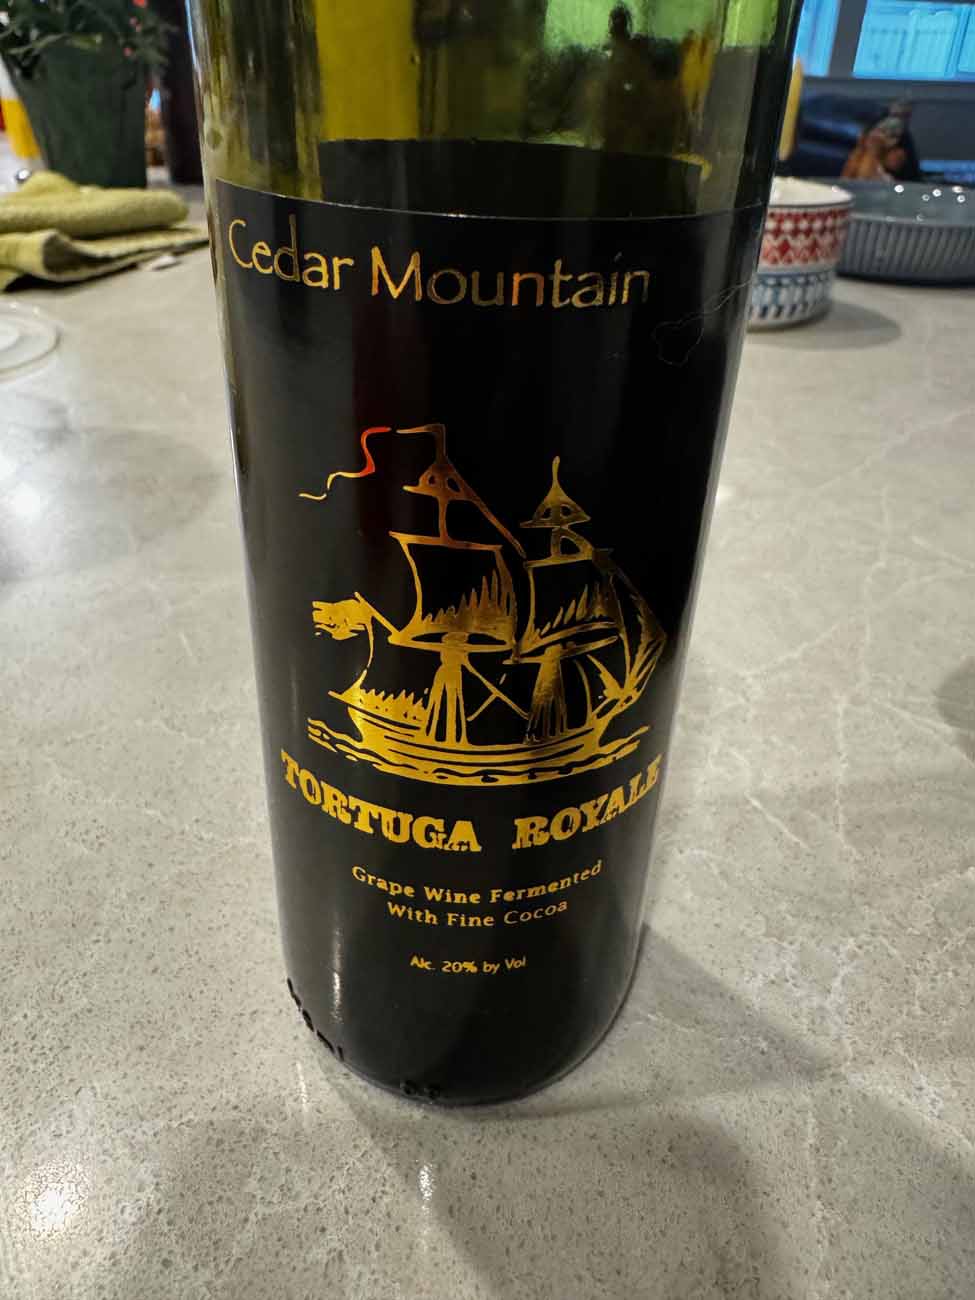 Cedar Mountain
TORTUGA ROYALE
Grape Wine Fermented
With Fine Cocoa
Alc. 20% by Vol